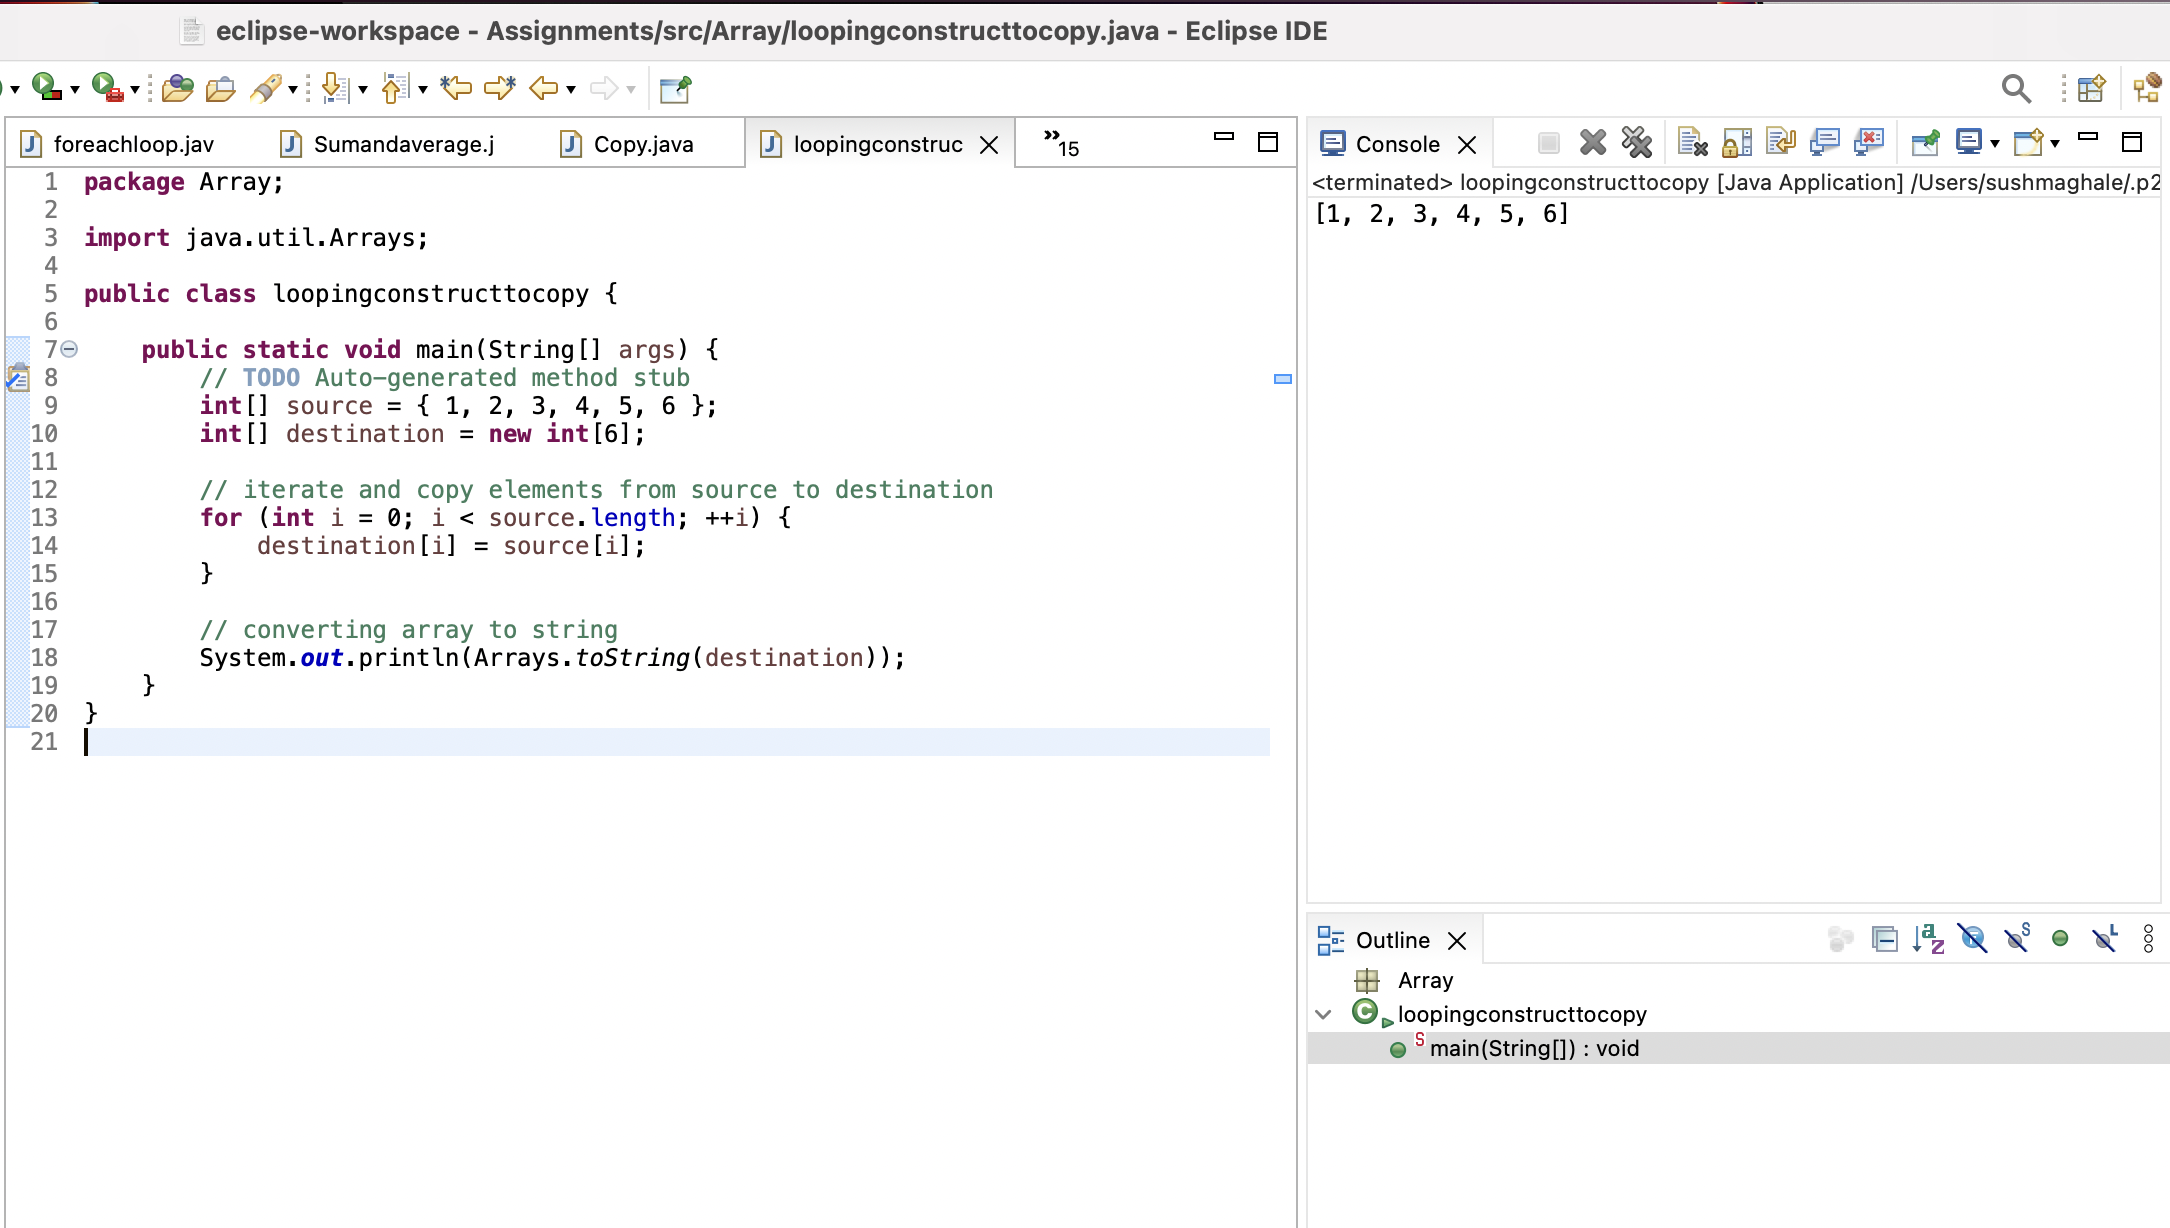 eclipse-workspace - Assignments/src/Array/loopingconstructtocopy.java - Eclipse IDE
foreachloop.jav
Sumandaverage.j
Copy.java
loopingconstruc
»15
1 package Array;
2
3 import java.util.Arrays;
4
5 public class loopingconstructtocopy {
6
7 public static void main(String[] args) {
8 // TODO Auto-generated method stub
9 int[] source = { 1, 2, 3, 4, 5, 6 };
10 int[] destination = new int[6];
11
12 // iterate and copy elements from source to destination
13 for (int i = 0; i < source.length; ++i) {
14 destination[i] = source[i];
15 }
16
17 // converting array to string
18 System.out.println(Arrays.toString(destination));
19 }
20 }
21
Console
<terminated> loopingconstructtocopy [Java Application] /Users/sushmaghale/.p2
[1, 2, 3, 4, 5, 6]
Outline
Array
loopingconstructtocopy
main(String[]) : void